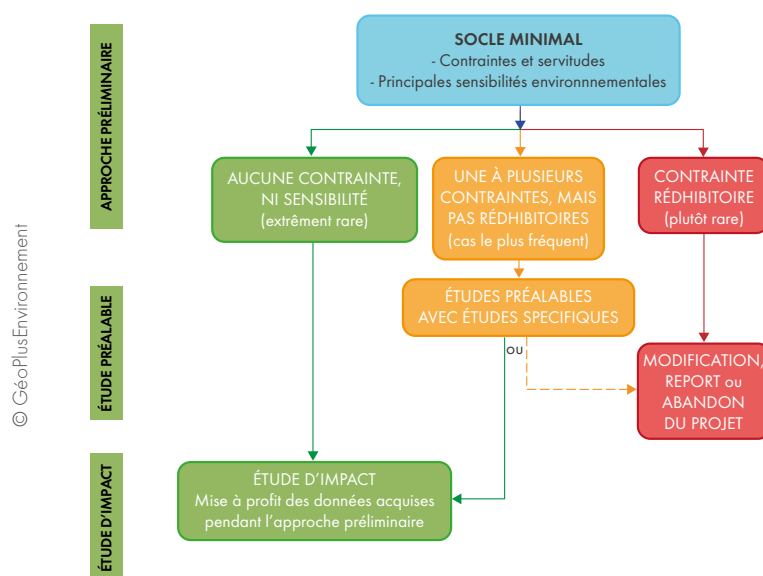 SOCLE MINIMAL
- Contraintes et servitudes
- Principales sensibilités environnnementales
APPROCHE PRÉLIMINAIRE
AUCUNE CONTRAINTE,
NI SENSIBILITÉ
(extrêment rare)
UNE À PLUSIEURS
CONTRAINTES, MAIS
PAS RÉDHIBITOIRES
(cas le plus fréquent)
CONTRAINTE
RÉDHIBITOIRE
(plutôt rare)
© GéoPlusEnvironnement
ÉTUDE PRÉALABLE
ÉTUDES PRÉALABLES
AVEC ÉTUDES SPECIFIQUES
ou
MODIFICATION,
REPORT ou
ABANDON
DU PROJET
ÉTUDE D'IMPACT
ÉTUDE D'IMPACT
Mise à profit des données acquises
pendant l'approche préliminaire